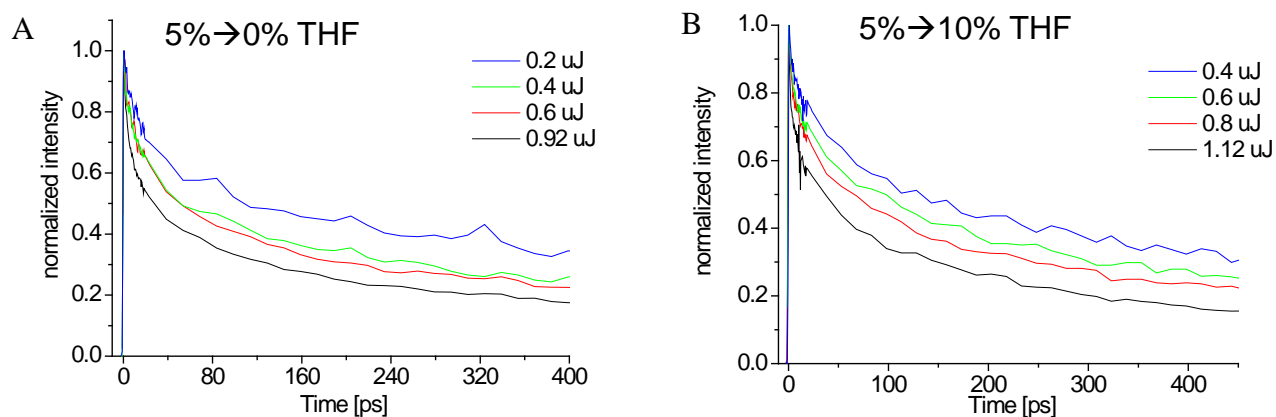 A
5%→0% THF
0.2 uJ
0.4 uJ
0.6 uJ
0.92 uJ
normalized intensity
1.0
0.8
0.6
0.4
0.2
0.0
0 80 160 240 320 400
Time [ps]
B
5%→10% THF
0.4 uJ
0.6 uJ
0.8 uJ
1.12 uJ
normalized intensity
1.0
0.8
0.6
0.4
0.2
0.0
0 100 200 300 400
Time [ps]